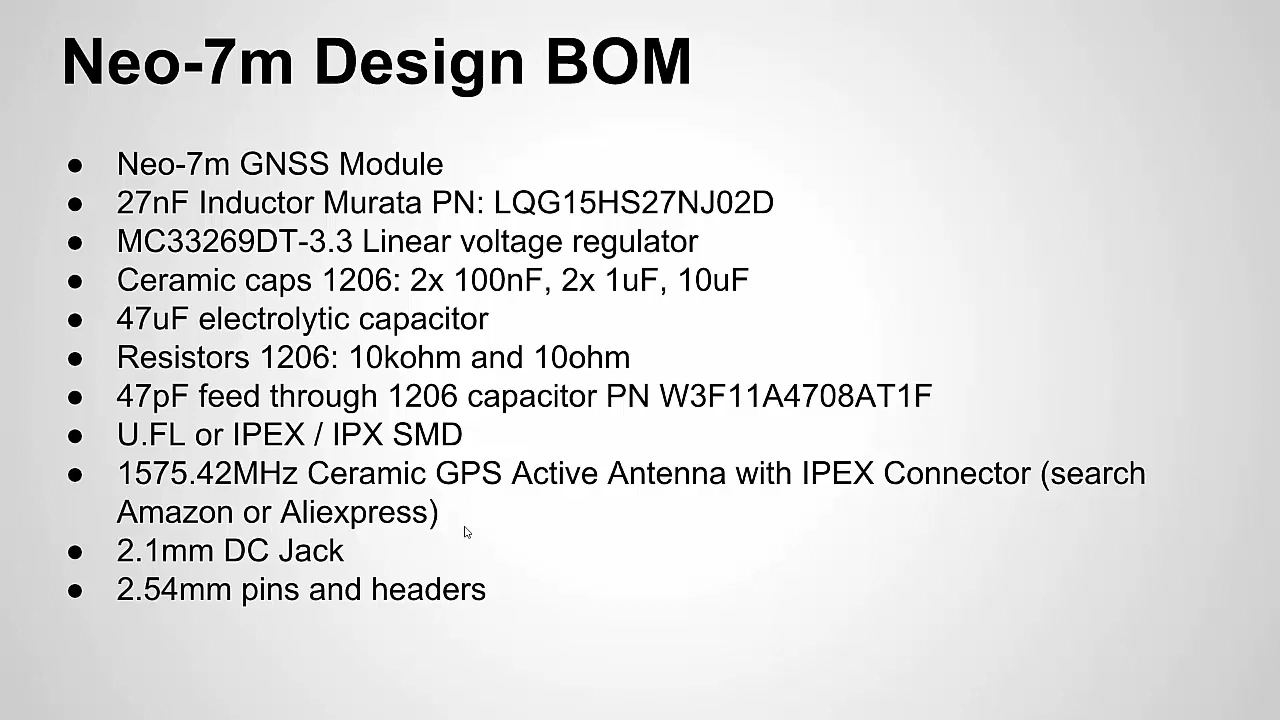 Neo-7m Design BOM
● Neo-7m GNSS Module
● 27nF Inductor Murata PN: LQG15HS27NJ02D
● MC33269DT-3.3 Linear voltage regulator
● Ceramic caps 1206: 2x 100nF, 2x 1uF, 10uF
● 47uF electrolytic capacitor
● Resistors 1206: 10kohm and 10ohm
● 47pF feed through 1206 capacitor PN W3F11A4708AT1F
● U.FL or IPEX / IPX SMD
● 1575.42MHz Ceramic GPS Active Antenna with IPEX Connector (search
Amazon or Aliexpress)
● 2.1mm DC Jack
● 2.54mm pins and headers